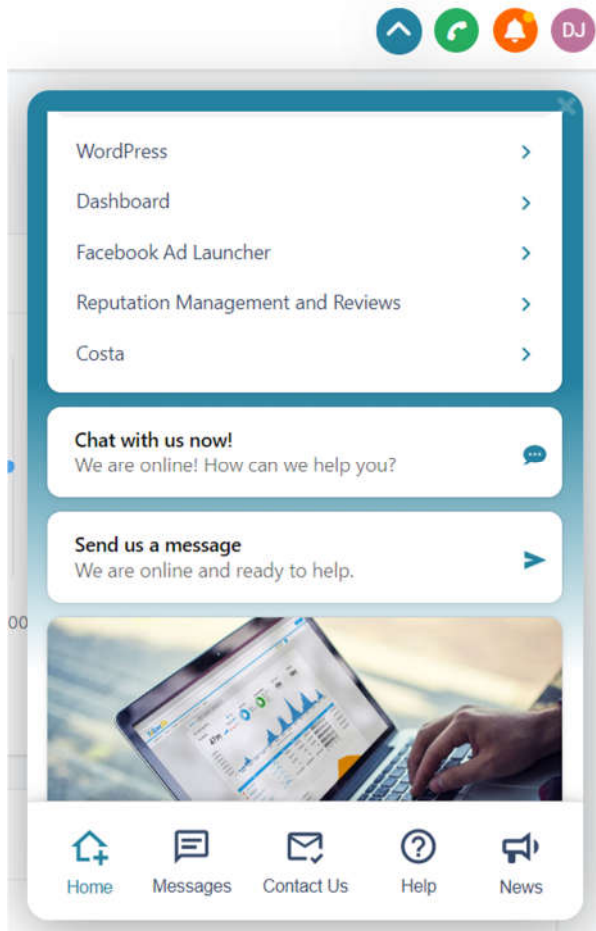 DJ
WordPress
Dashboard
Facebook Ad Launcher
Reputation Management and Reviews
Costa
Chat with us now!
We are online! How can we help you?
Send us a message
We are online and ready to help.
00
Home
Messages
Contact Us
Help
News